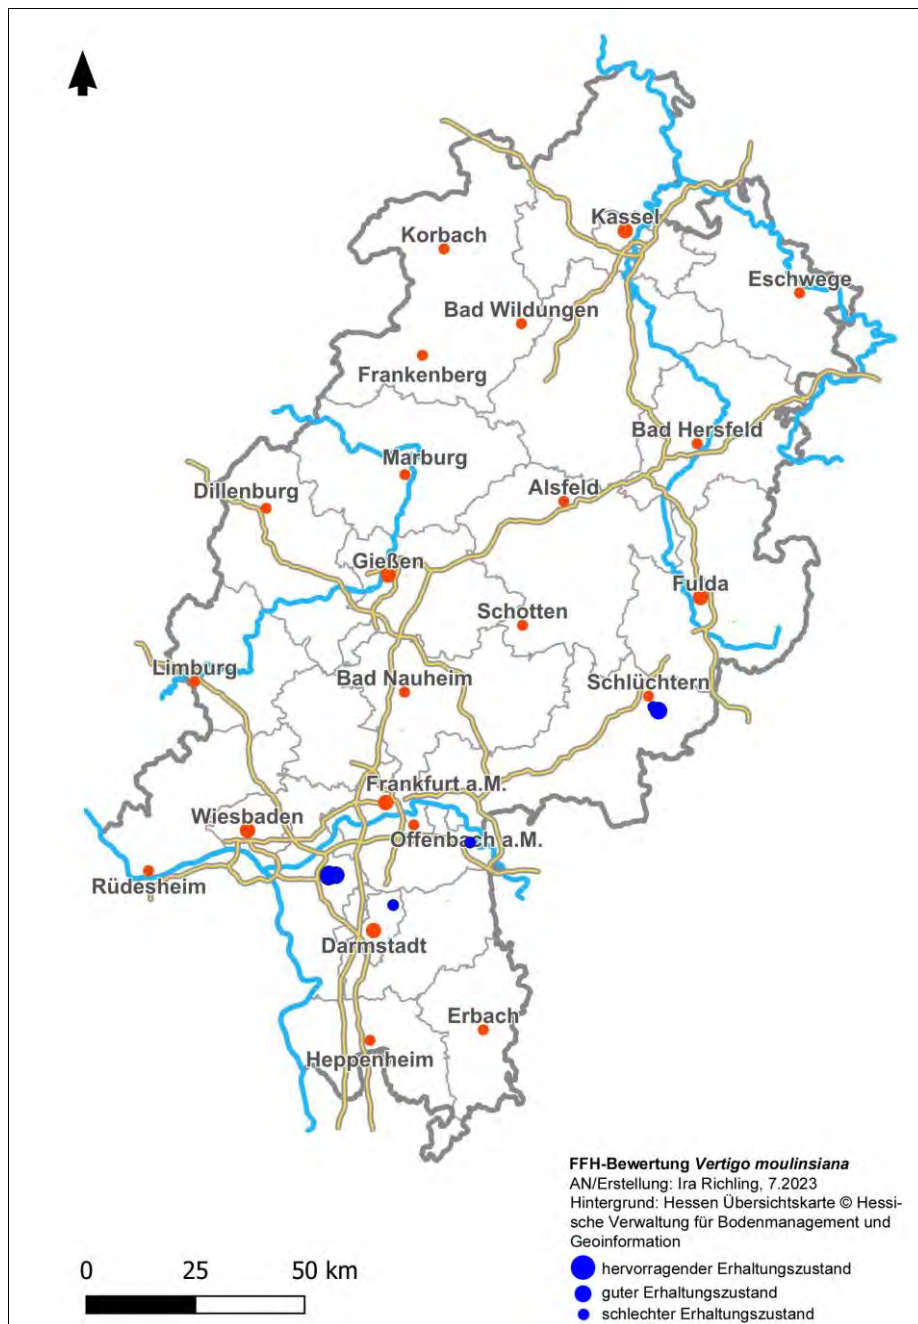 Kassel
Korbach
Eschwege
Bad Wildungen
Frankenberg
Bad Hersfeld
Marburg
Dillenburg
Alsfeld
Gießen
Fulda
Schotten
Limburg
Bad Nauheim
Schlüchtern
Frankfurt a.M.
Wiesbaden
Offenbach a.M.
Rüdesheim
Darmstadt
Erbach
Heppenheim
FFH-Bewertung Vertigo moulinsiana
AN/Erstellung: Ira Richling, 7.2023
Hintergrund: Hessen Übersichtskarte © Hessi-
sche Verwaltung für Bodenmanagement und
Geoinformation
0 25 50 km
hervorragender Erhaltungszustand
guter Erhaltungszustand
schlechter Erhaltungszustand